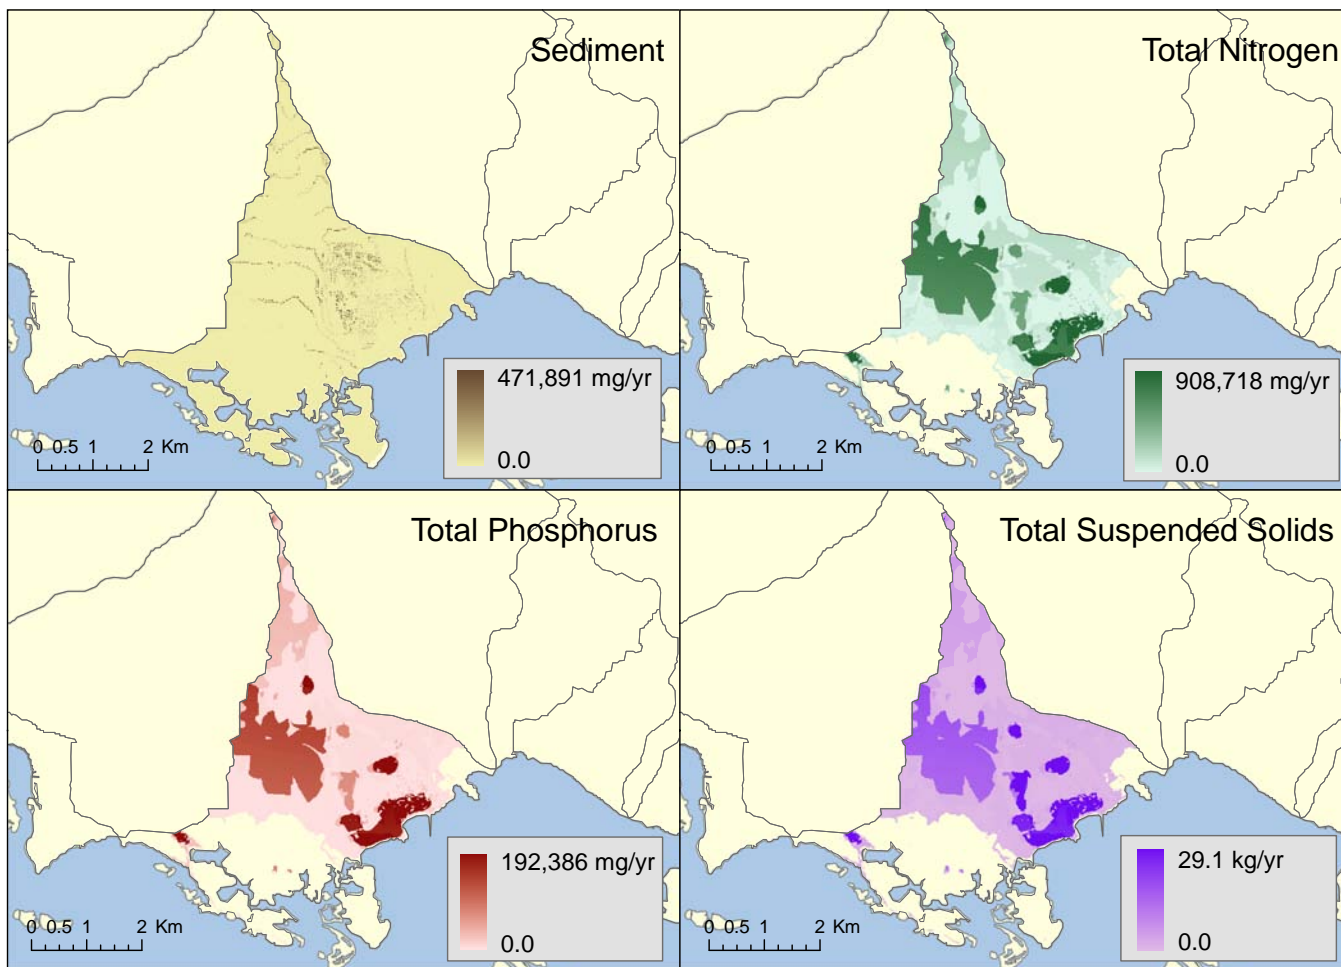 Sediment
471,891 mg/yr
0.0
0 0.5 1 2 Km
Total Nitrogen
908,718 mg/yr
0.0
0 0.5 1 2 Km
Total Phosphorus
192,386 mg/yr
0.0
0 0.5 1 2 Km
Total Suspended Solids
29.1 kg/yr
0.0
0 0.5 1 2 Km